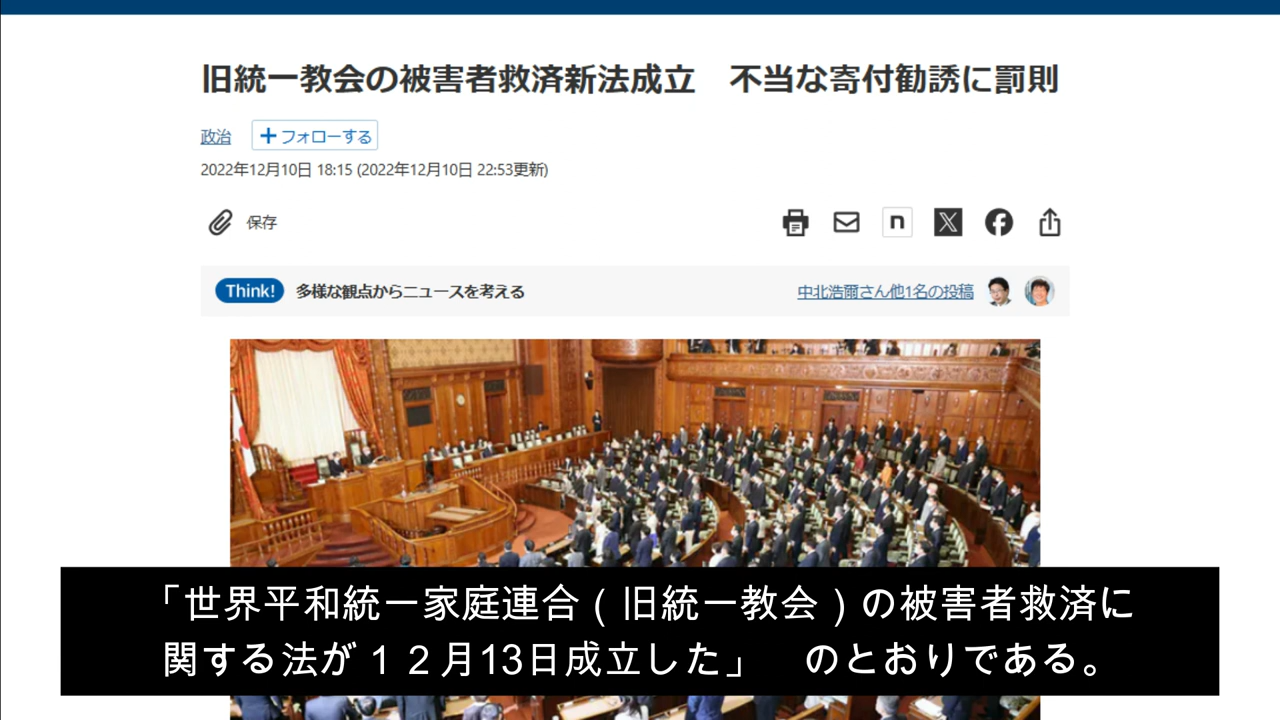 旧統一教会の被害者救済新法成立　不当な寄付勧誘に罰則
政治
+フォローする
2022年12月10日 18:15 (2022年12月10日 22:53更新)
保存
n
X
Think!
多様な観点からニュースを考える
中北浩爾さん他1名の投稿
「世界平和統一家庭連合（旧統一教会）の被害者救済に
関する法が１２月13日成立した」　のとおりである。